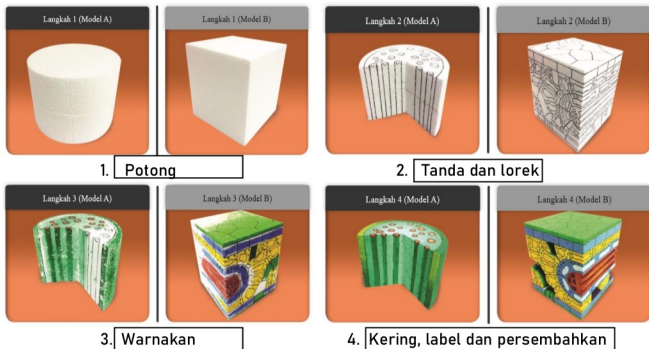 Langkah 1 (Model A)
Langkah 1 (Model B)
1. Potong
Langkah 2 (Model A)
Langkah 2 (Model B)
2. Tanda dan lorek
Langkah 3 (Model A)
Langkah 3 (Model B)
3. Warnakan
Langkah 4 (Model A)
Langkah 4 (Model B)
4. Kering, label dan persembahkan